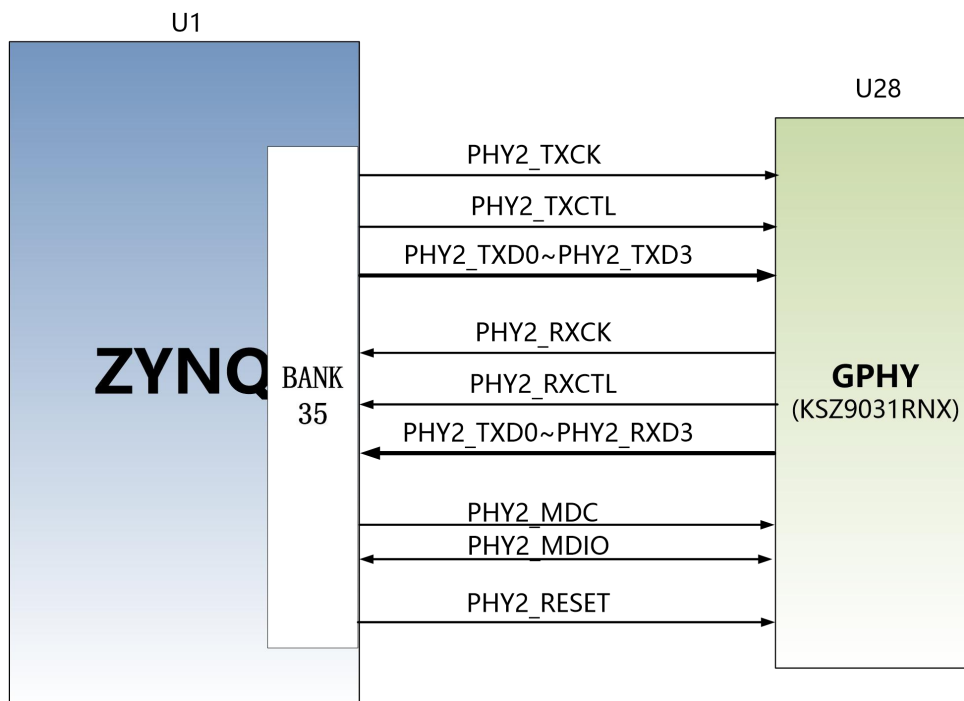 U1
U28
PHY2_TXCK
PHY2_TXCTL
PHY2_TXD0~PHY2_TXD3
PHY2_RXCK
ZYNQ
BANK
35
PHY2_RXCTL
GPHY
(KSZ9031RNX)
PHY2_TXD0~PHY2_RXD3
PHY2_MDC
PHY2_MDIO
PHY2_RESET